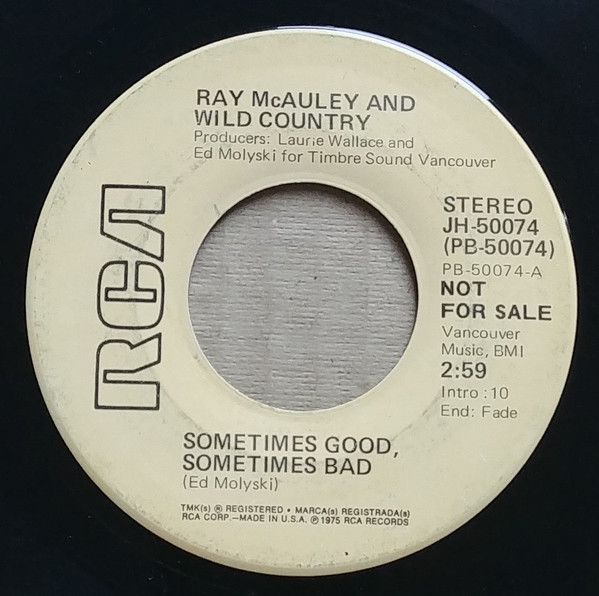 RAY McAULEY AND
WILD COUNTRY
Producers: Laurie Wallace and
Ed Molyski for Timbre Sound Vancouver
RCA
STEREO
JH-50074
(PB-50074)
PB-50074-A
NOT
FOR SALE
Vancouver
Music, BMI
2:59
Intro :10
End: Fade
SOMETIMES GOOD,
SOMETIMES BAD
(Ed Molyski)
TMK(s) ® REGISTERED • MARCA(s) REGISTRADA(s)
RCA CORP.—MADE IN U.S.A. ℗ 1975 RCA RECORDS